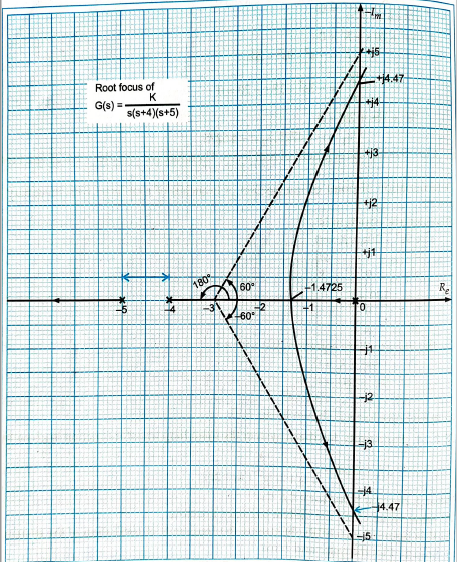 –Im
+j5
Root focus of
G(s) = K
s(s+4)(s+5)
+j4.47
+j4
+j3
+j2
+j1
180°
60°
–1.4725
Re
–5
–4
–3
–2
–1
0
–60°
–j1
–j2
–j3
–j4
–j4.47
–j5